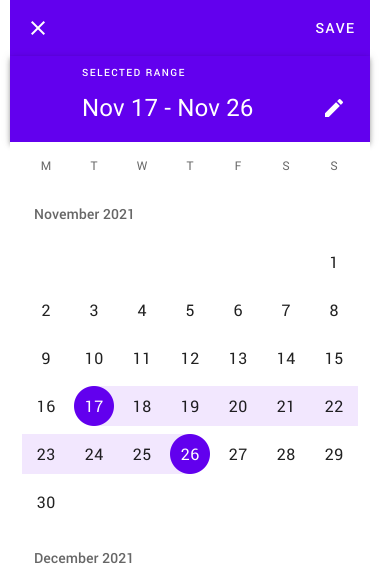 SAVE
SELECTED RANGE
Nov 17 - Nov 26
M T W T F S S
November 2021
1
2 3 4 5 6 7 8
9 10 11 12 13 14 15
16 17 18 19 20 21 22
23 24 25 26 27 28 29
30
December 2021